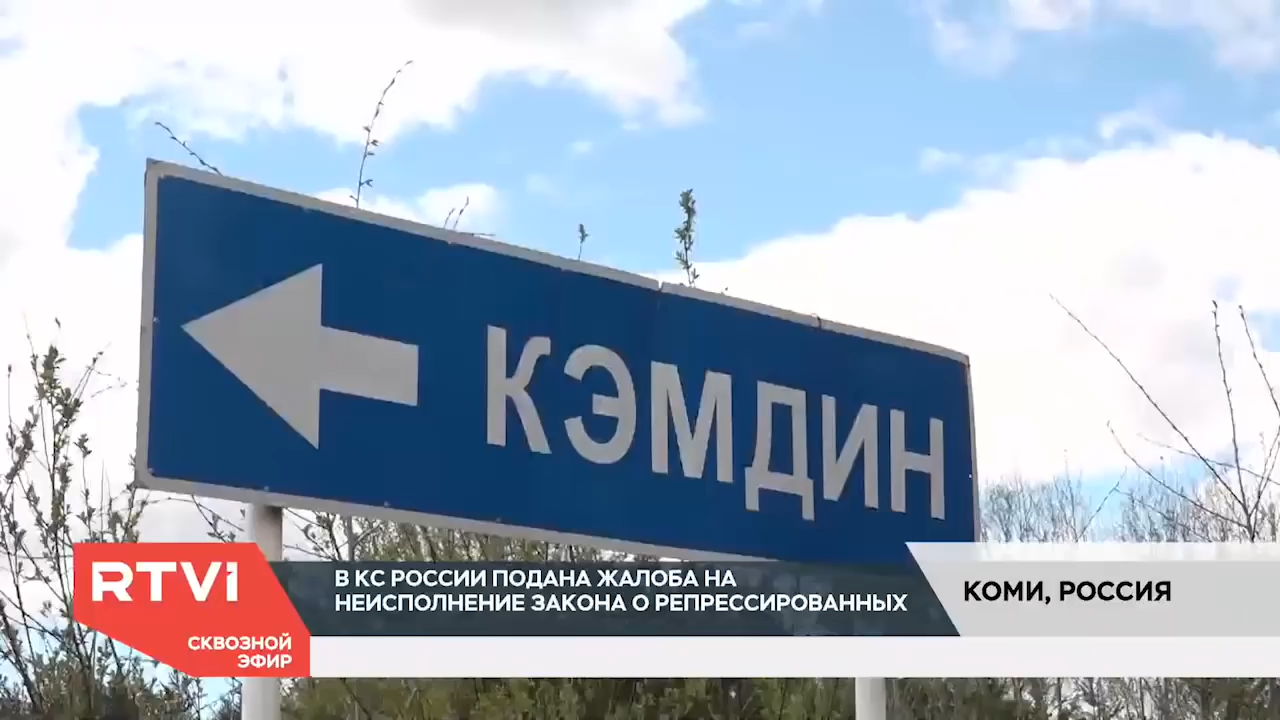 КЭМДИН
RTVi
СКВОЗНОЙ
ЭФИР
В КС РОССИИ ПОДАНА ЖАЛОБА НА
НЕИСПОЛНЕНИЕ ЗАКОНА О РЕПРЕССИРОВАННЫХ
КОМИ, РОССИЯ